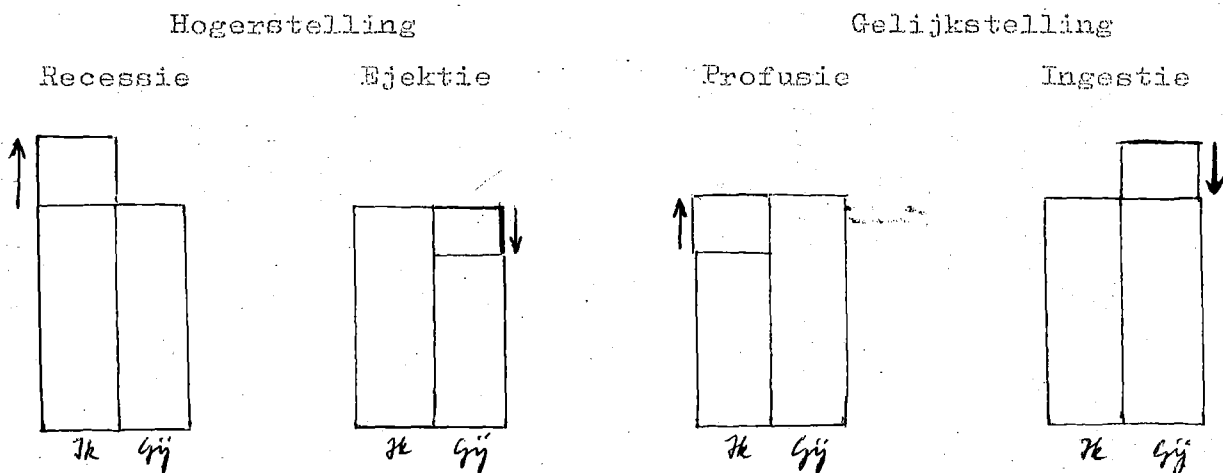 Hogerstelling Gelijkstelling
Recessie Ejektie Profusie Ingestie
Ik Gij Ik Gij Ik Gij Ik Gij